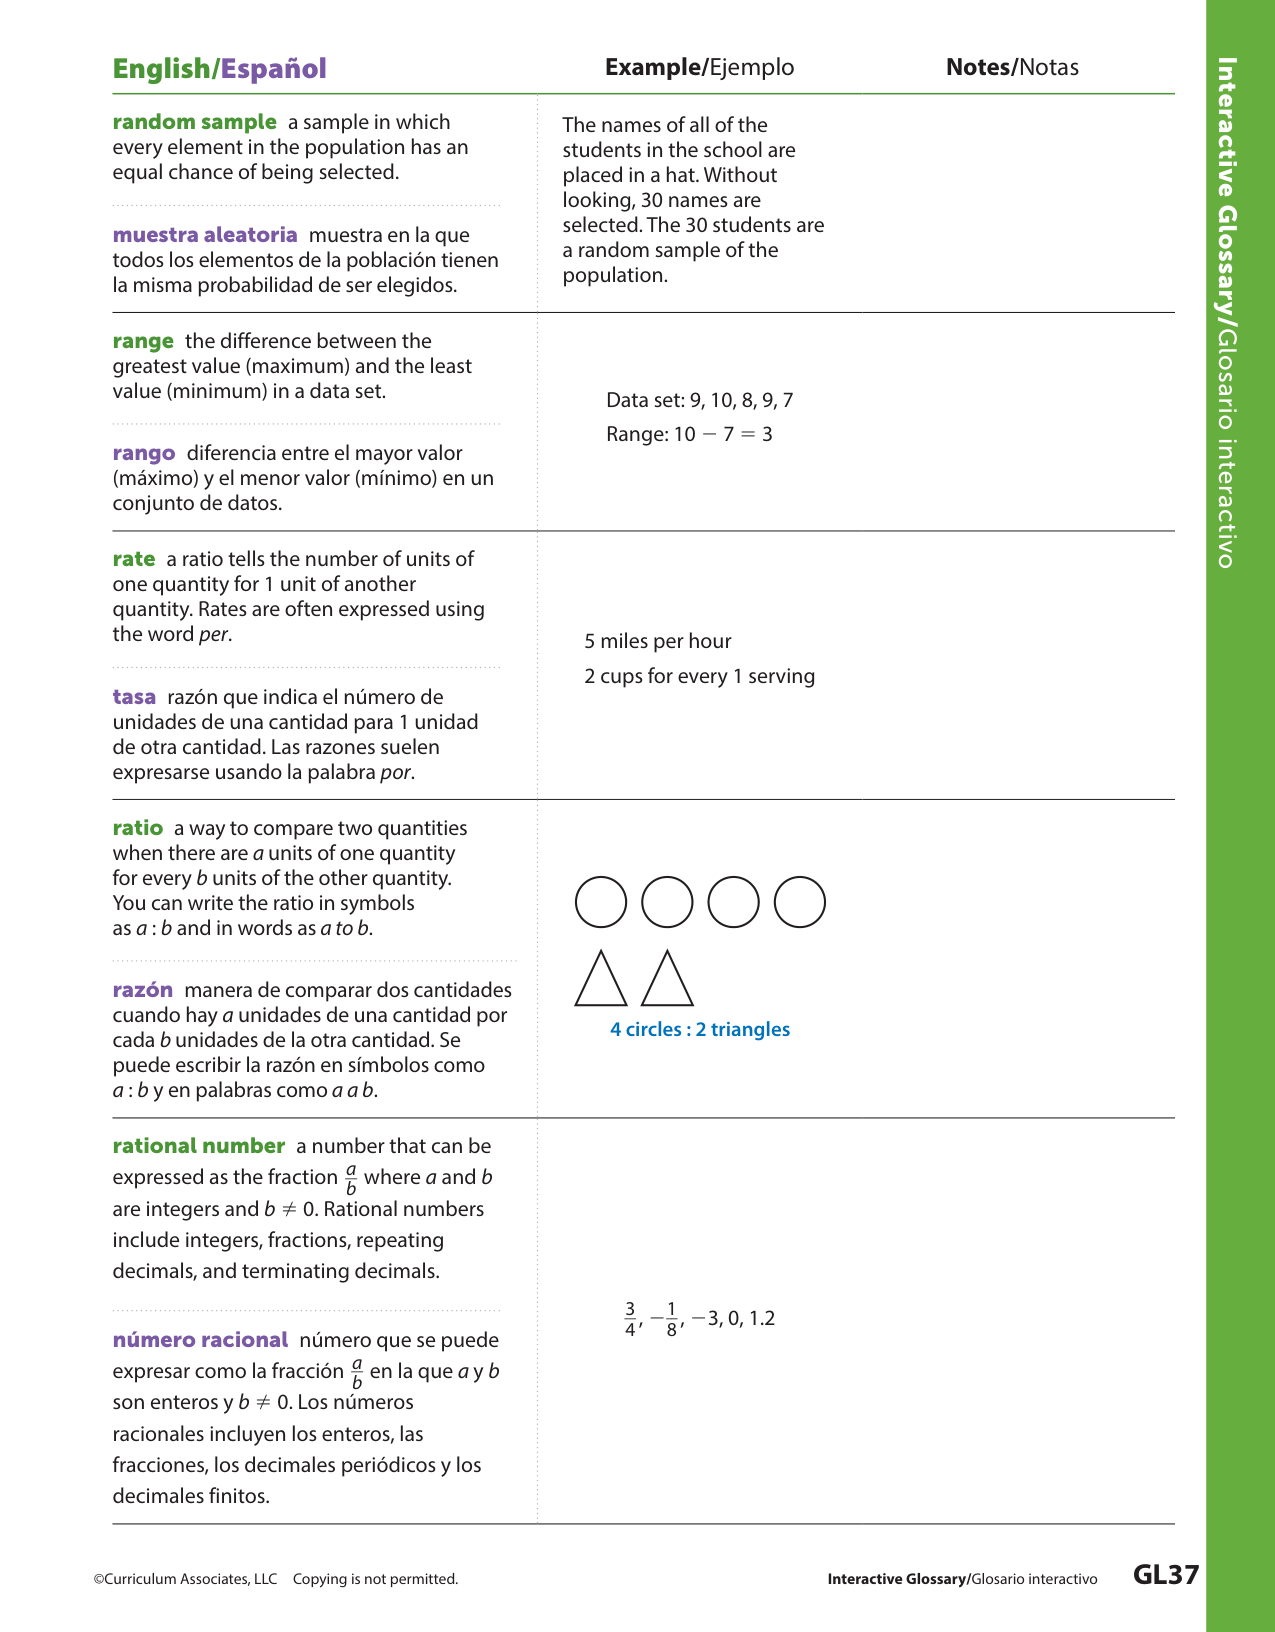 English/Español
Example/Ejemplo
Notes/Notas
random sample a sample in which
every element in the population has an
equal chance of being selected.
muestra aleatoria muestra en la que
todos los elementos de la población tienen
la misma probabilidad de ser elegidos.
The names of all of the
students in the school are
placed in a hat. Without
looking, 30 names are
selected. The 30 students are
a random sample of the
population.
range the difference between the
greatest value (maximum) and the least
value (minimum) in a data set.
rango diferencia entre el mayor valor
(máximo) y el menor valor (mínimo) en un
conjunto de datos.
Data set: 9, 10, 8, 9, 7
Range: 10 − 7 = 3
rate a ratio tells the number of units of
one quantity for 1 unit of another
quantity. Rates are often expressed using
the word per.
tasa razón que indica el número de
unidades de una cantidad para 1 unidad
de otra cantidad. Las razones suelen
expresarse usando la palabra por.
5 miles per hour
2 cups for every 1 serving
ratio a way to compare two quantities
when there are a units of one quantity
for every b units of the other quantity.
You can write the ratio in symbols
as a : b and in words as a to b.
razón manera de comparar dos cantidades
cuando hay a unidades de una cantidad por
cada b unidades de la otra cantidad. Se
puede escribir la razón en símbolos como
a : b y en palabras como a a b.
4 circles : 2 triangles
rational number a number that can be
expressed as the fraction a/b where a and b
are integers and b ≠ 0. Rational numbers
include integers, fractions, repeating
decimals, and terminating decimals.
número racional número que se puede
expresar como la fracción a/b en la que a y b
son enteros y b ≠ 0. Los números
racionales incluyen los enteros, las
fracciones, los decimales periódicos y los
decimales finitos.
3/4, −1/8, −3, 0, 1.2
Interactive Glossary/Glosario interactivo
©Curriculum Associates, LLC Copying is not permitted.
Interactive Glossary/Glosario interactivo
GL37